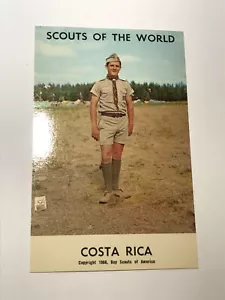 SCOUTS OF THE WORLD
COSTA RICA
Copyright 1968, Boy Scouts of America